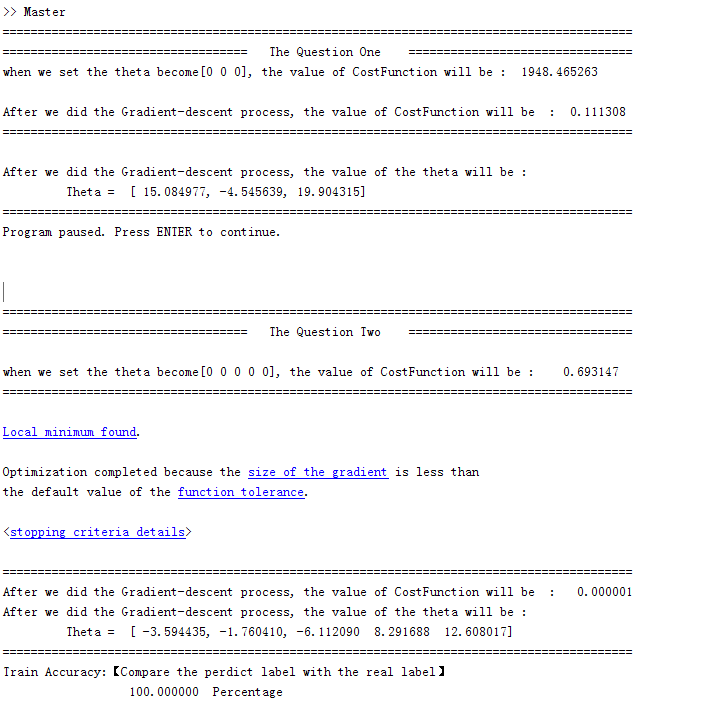 >> Master
==========================================================================================
===================================   The Question One    ================================
when we set the theta become[0 0 0], the value of CostFunction will be :  1948.465263
After we did the Gradient-descent process, the value of CostFunction will be  :  0.111308
==========================================================================================
After we did the Gradient-descent process, the value of the theta will be :
Theta =  [ 15.084977, -4.545639, 19.904315]
==========================================================================================
Program paused. Press ENTER to continue.
==========================================================================================
===================================   The Question Two    ================================
when we set the theta become[0 0 0 0 0], the value of CostFunction will be :    0.693147
==========================================================================================
Local minimum found.
Optimization completed because the size of the gradient is less than
the default value of the function tolerance.
<stopping criteria details>
==========================================================================================
After we did the Gradient-descent process, the value of CostFunction will be  :   0.000001
After we did the Gradient-descent process, the value of the theta will be :
Theta =  [ -3.594435, -1.760410, -6.112090  8.291688  12.608017]
==========================================================================================
Train Accuracy:【Compare the perdict label with the real label】
100.000000  Percentage